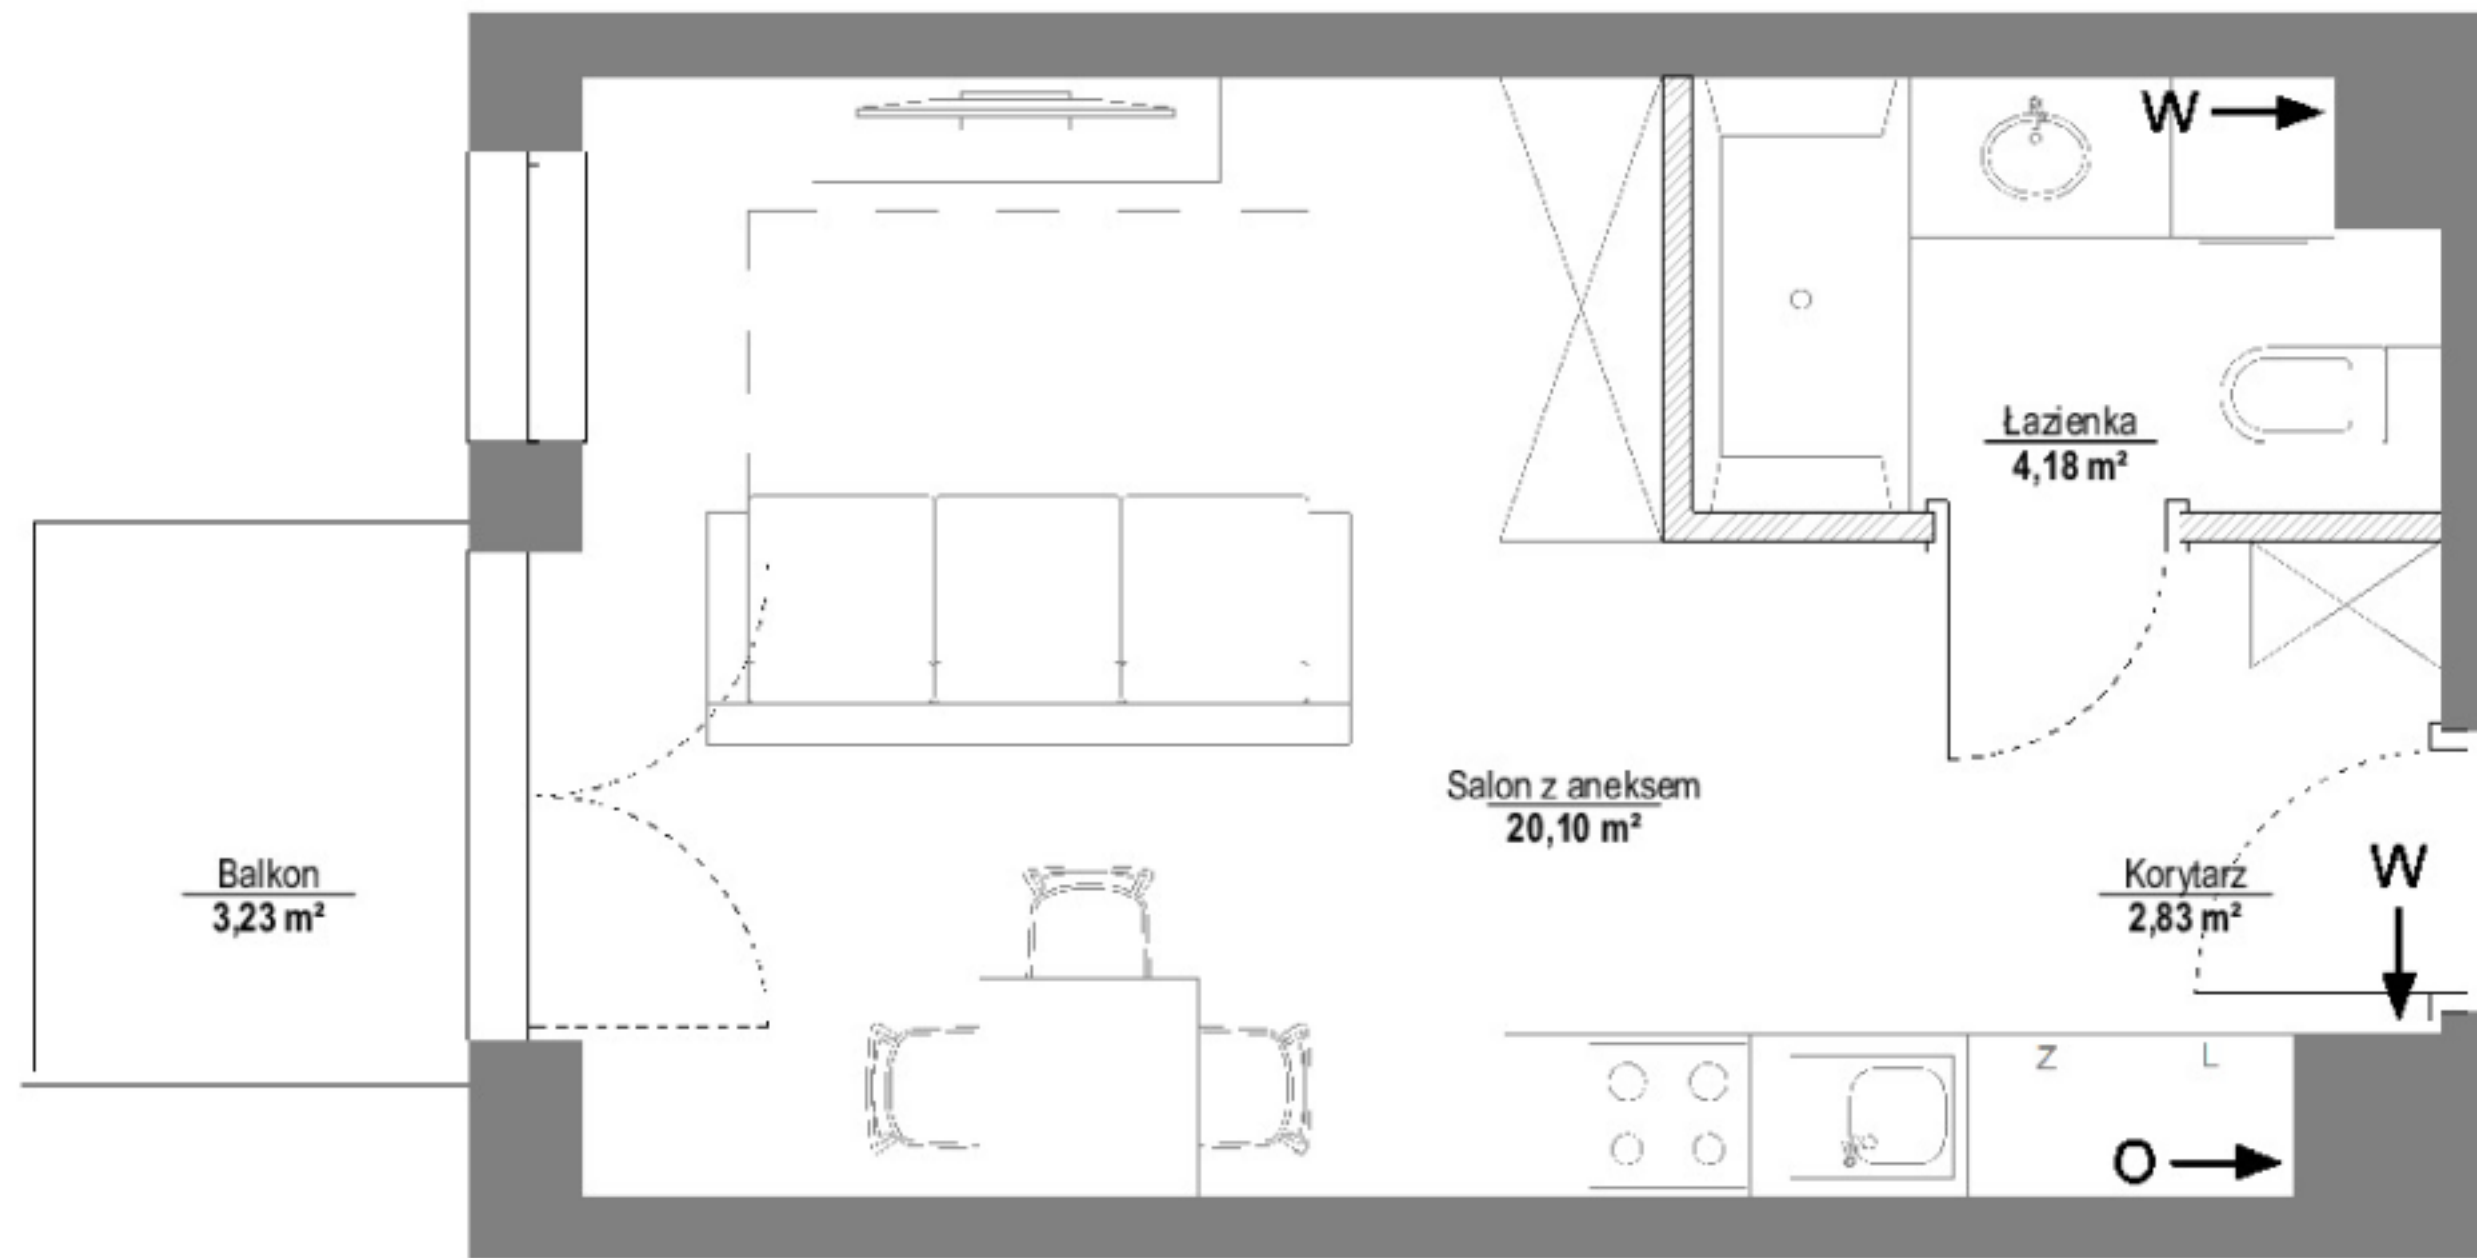 W
Łazienka
4,18 m²
Salon z aneksem
20,10 m²
Balkon
3,23 m²
Korytarz
2,83 m²
W
Z
L
O